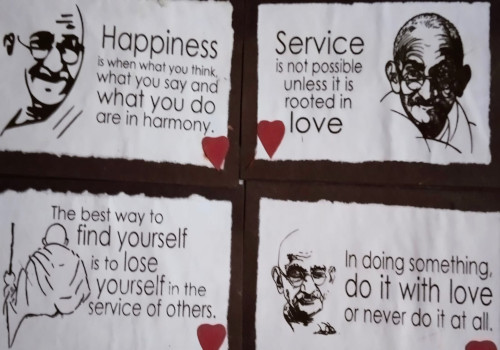 Happiness
is when what you think,
what you say and
what you do
are in harmony.
Service
is not possible
unless it is
rooted in
love
The best way to
find yourself
is to lose
yourself in the
service of others.
In doing something,
do it with love
or never do it at all.